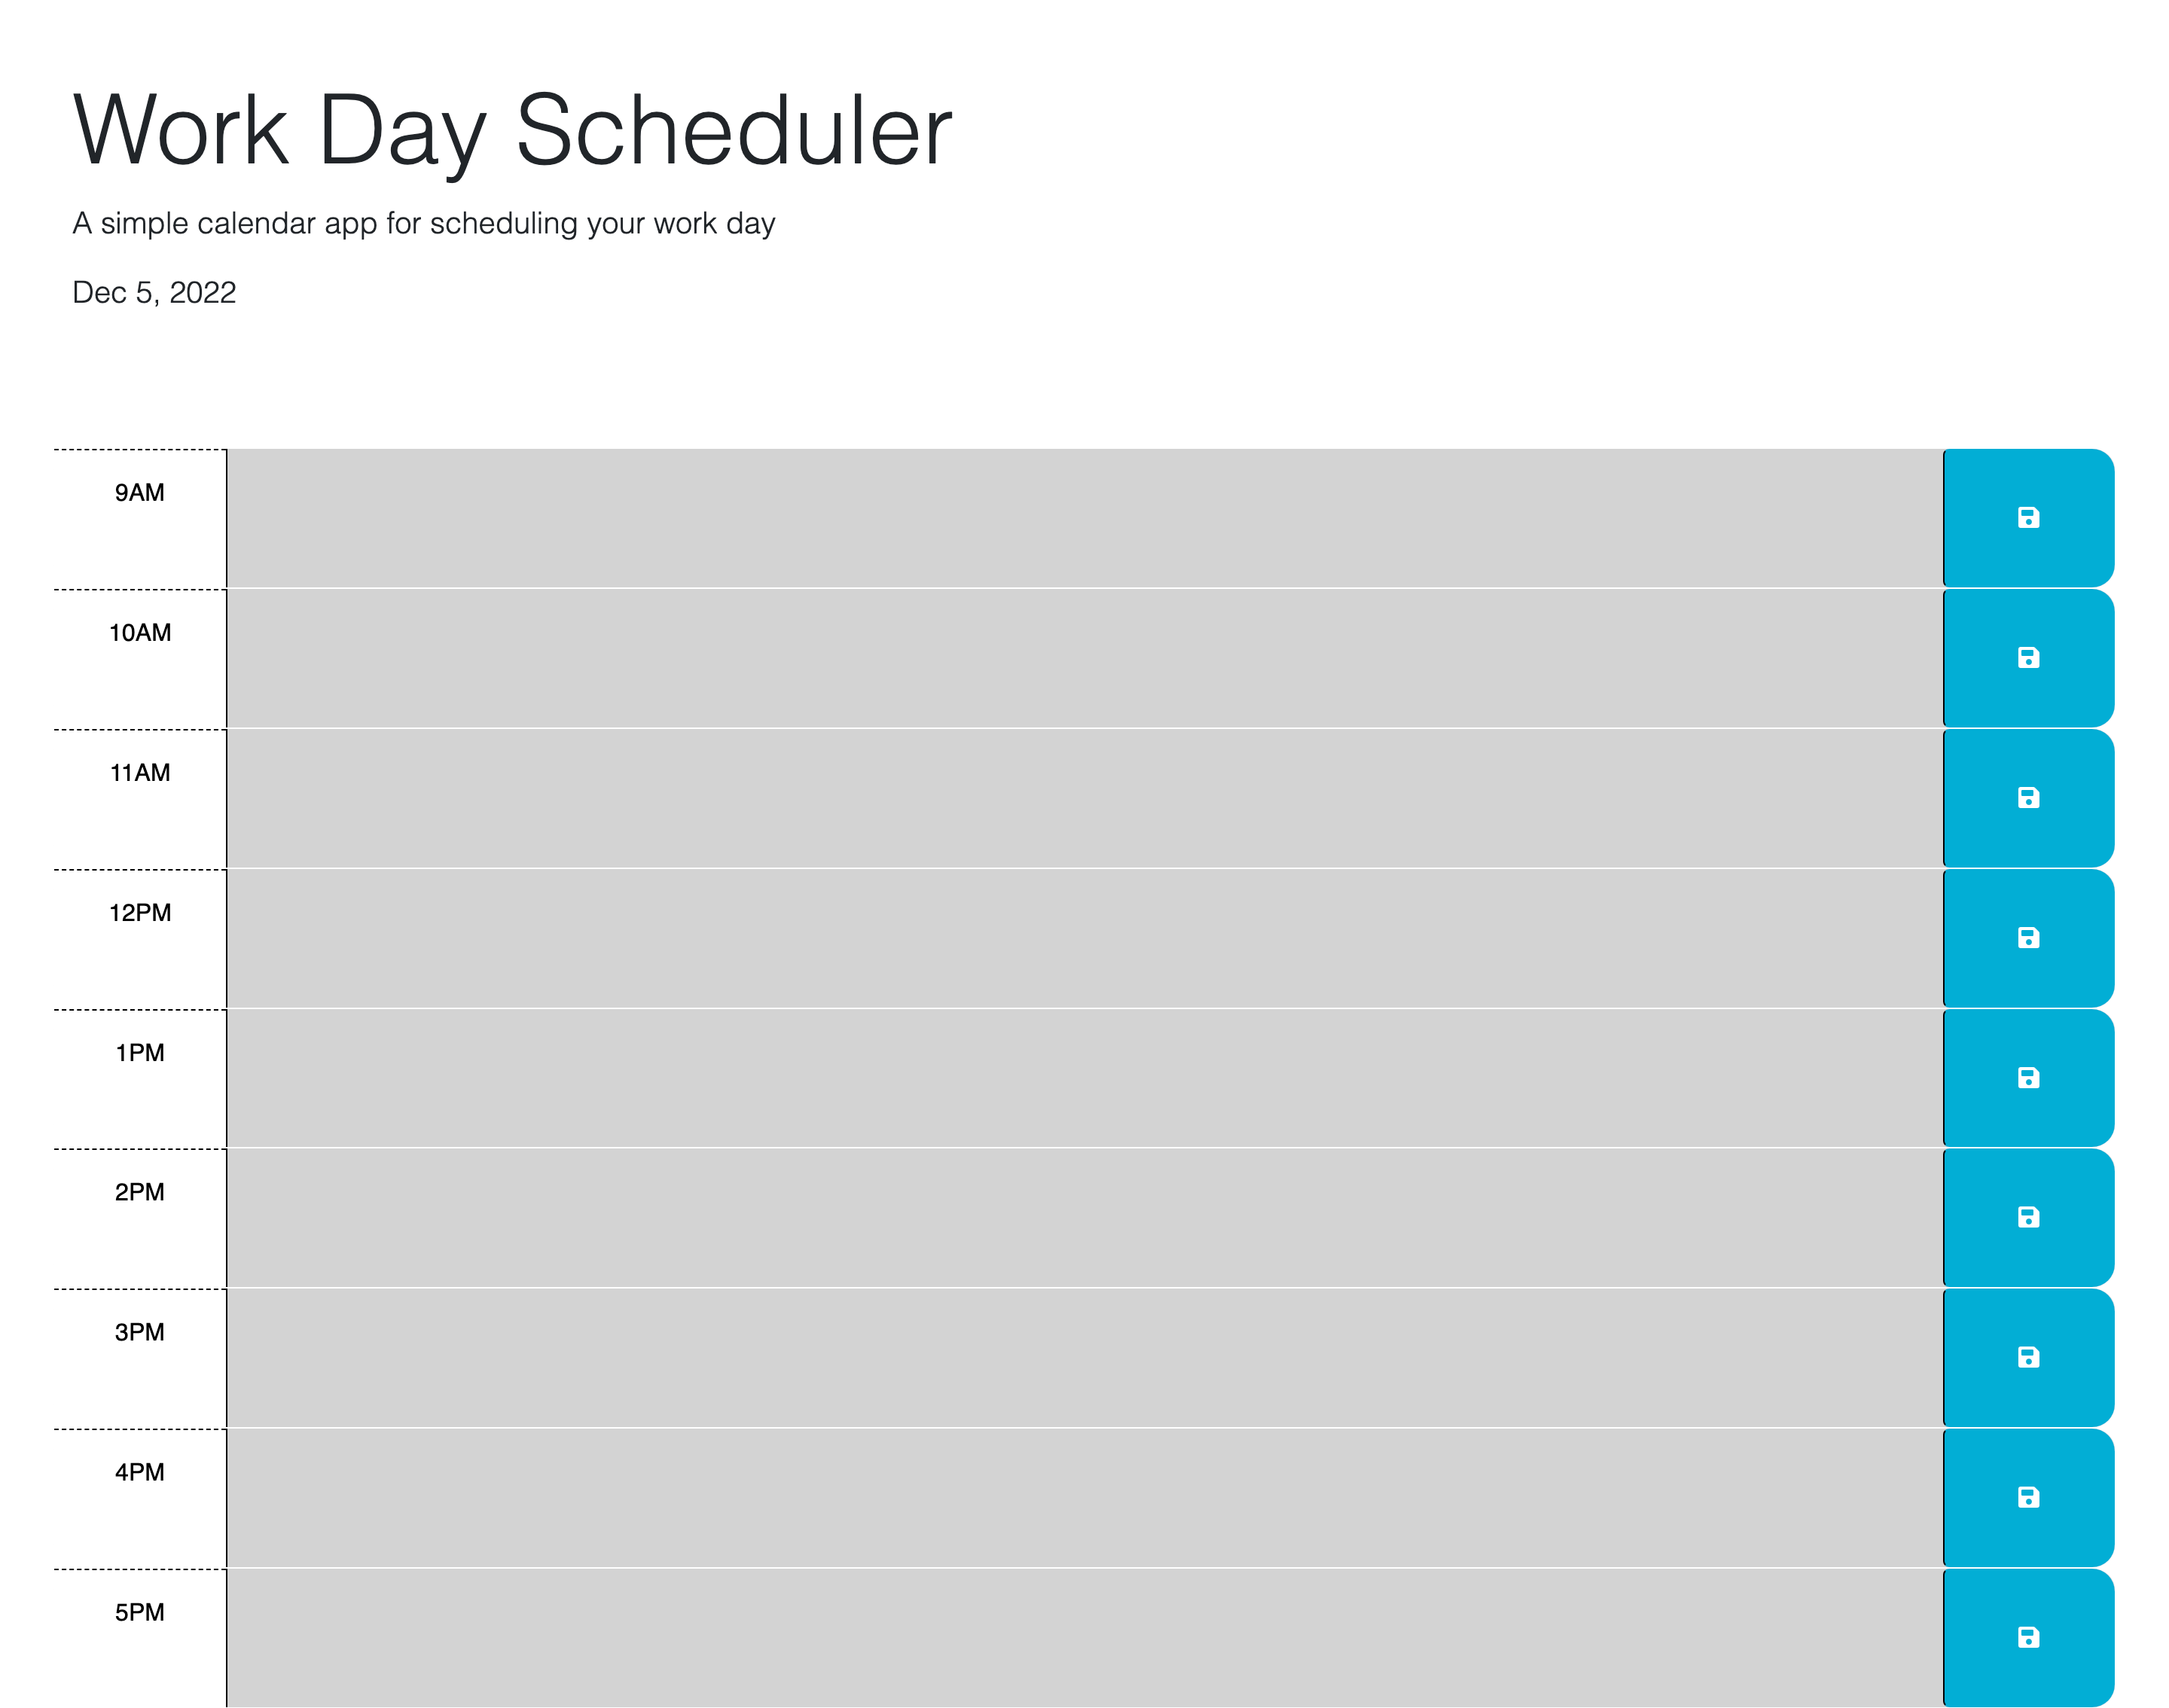 Work Day Scheduler
A simple calendar app for scheduling your work day
Dec 5, 2022
9AM
10AM
11AM
12PM
1PM
2PM
3PM
4PM
5PM